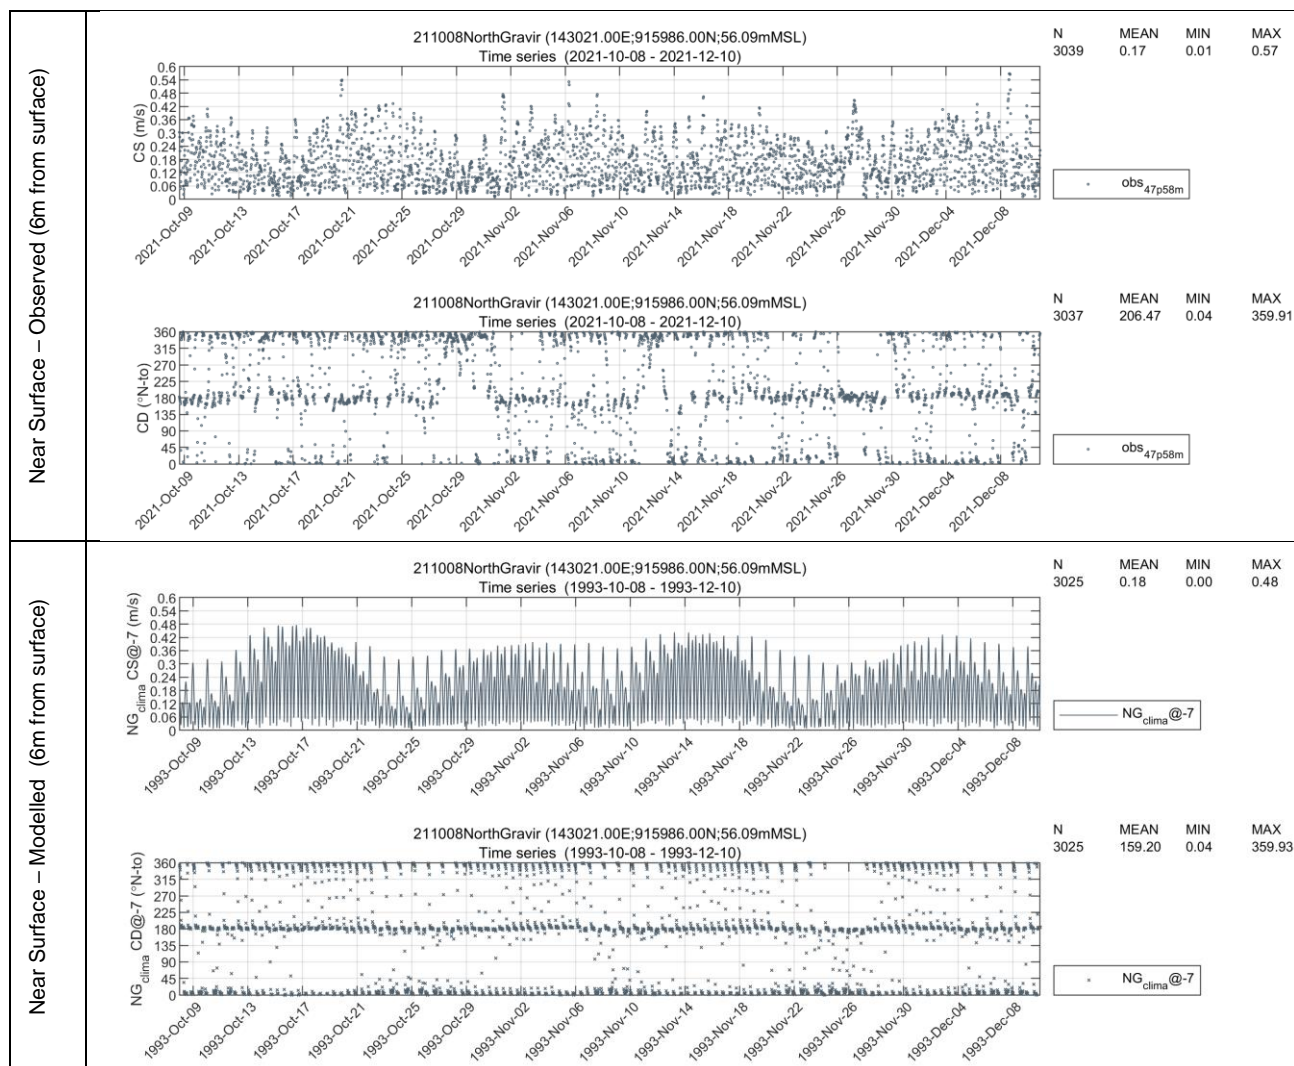 Near Surface – Observed (6m from surface)
211008NorthGravir (143021.00E;915986.00N;56.09mMSL)
Time series (2021-10-08 - 2021-12-10)
N MEAN MIN MAX
3039 0.17 0.01 0.57
CS (m/s)
0.6
0.54
0.48
0.42
0.36
0.3
0.24
0.18
0.12
0.06
0
2021-Oct-09 2021-Oct-13 2021-Oct-17 2021-Oct-21 2021-Oct-25 2021-Oct-29 2021-Nov-02 2021-Nov-06 2021-Nov-10 2021-Nov-14 2021-Nov-18 2021-Nov-22 2021-Nov-26 2021-Nov-30 2021-Dec-04 2021-Dec-08
obs47p58m
211008NorthGravir (143021.00E;915986.00N;56.09mMSL)
Time series (2021-10-08 - 2021-12-10)
N MEAN MIN MAX
3037 206.47 0.04 359.91
CD (°N-to)
360
315
270
225
180
135
90
45
0
2021-Oct-09 2021-Oct-13 2021-Oct-17 2021-Oct-21 2021-Oct-25 2021-Oct-29 2021-Nov-02 2021-Nov-06 2021-Nov-10 2021-Nov-14 2021-Nov-18 2021-Nov-22 2021-Nov-26 2021-Nov-30 2021-Dec-04 2021-Dec-08
obs47p58m
Near Surface – Modelled (6m from surface)
211008NorthGravir (143021.00E;915986.00N;56.09mMSL)
Time series (1993-10-08 - 1993-12-10)
N MEAN MIN MAX
3025 0.18 0.00 0.48
NGclima CS@-7 (m/s)
0.6
0.54
0.48
0.42
0.36
0.3
0.24
0.18
0.12
0.06
0
1993-Oct-09 1993-Oct-13 1993-Oct-17 1993-Oct-21 1993-Oct-25 1993-Oct-29 1993-Nov-02 1993-Nov-06 1993-Nov-10 1993-Nov-14 1993-Nov-18 1993-Nov-22 1993-Nov-26 1993-Nov-30 1993-Dec-04 1993-Dec-08
NGclima@-7
211008NorthGravir (143021.00E;915986.00N;56.09mMSL)
Time series (1993-10-08 - 1993-12-10)
N MEAN MIN MAX
3025 159.20 0.04 359.93
NGclima CD@-7 (°N-to)
360
315
270
225
180
135
90
45
0
1993-Oct-09 1993-Oct-13 1993-Oct-17 1993-Oct-21 1993-Oct-25 1993-Oct-29 1993-Nov-02 1993-Nov-06 1993-Nov-10 1993-Nov-14 1993-Nov-18 1993-Nov-22 1993-Nov-26 1993-Nov-30 1993-Dec-04 1993-Dec-08
NGclima@-7